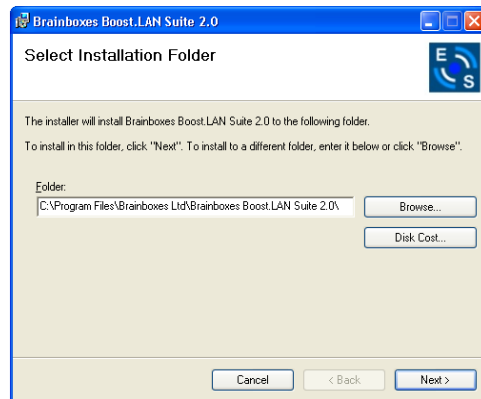 Brainboxes Boost.LAN Suite 2.0
Select Installation Folder
E
S
The installer will install Brainboxes Boost.LAN Suite 2.0 to the following folder.
To install in this folder, click "Next". To install to a different folder, enter it below or click "Browse".
Folder:
C:\Program Files\Brainboxes Ltd\Brainboxes Boost.LAN Suite 2.0\
Browse...
Disk Cost...
Cancel
< Back
Next >